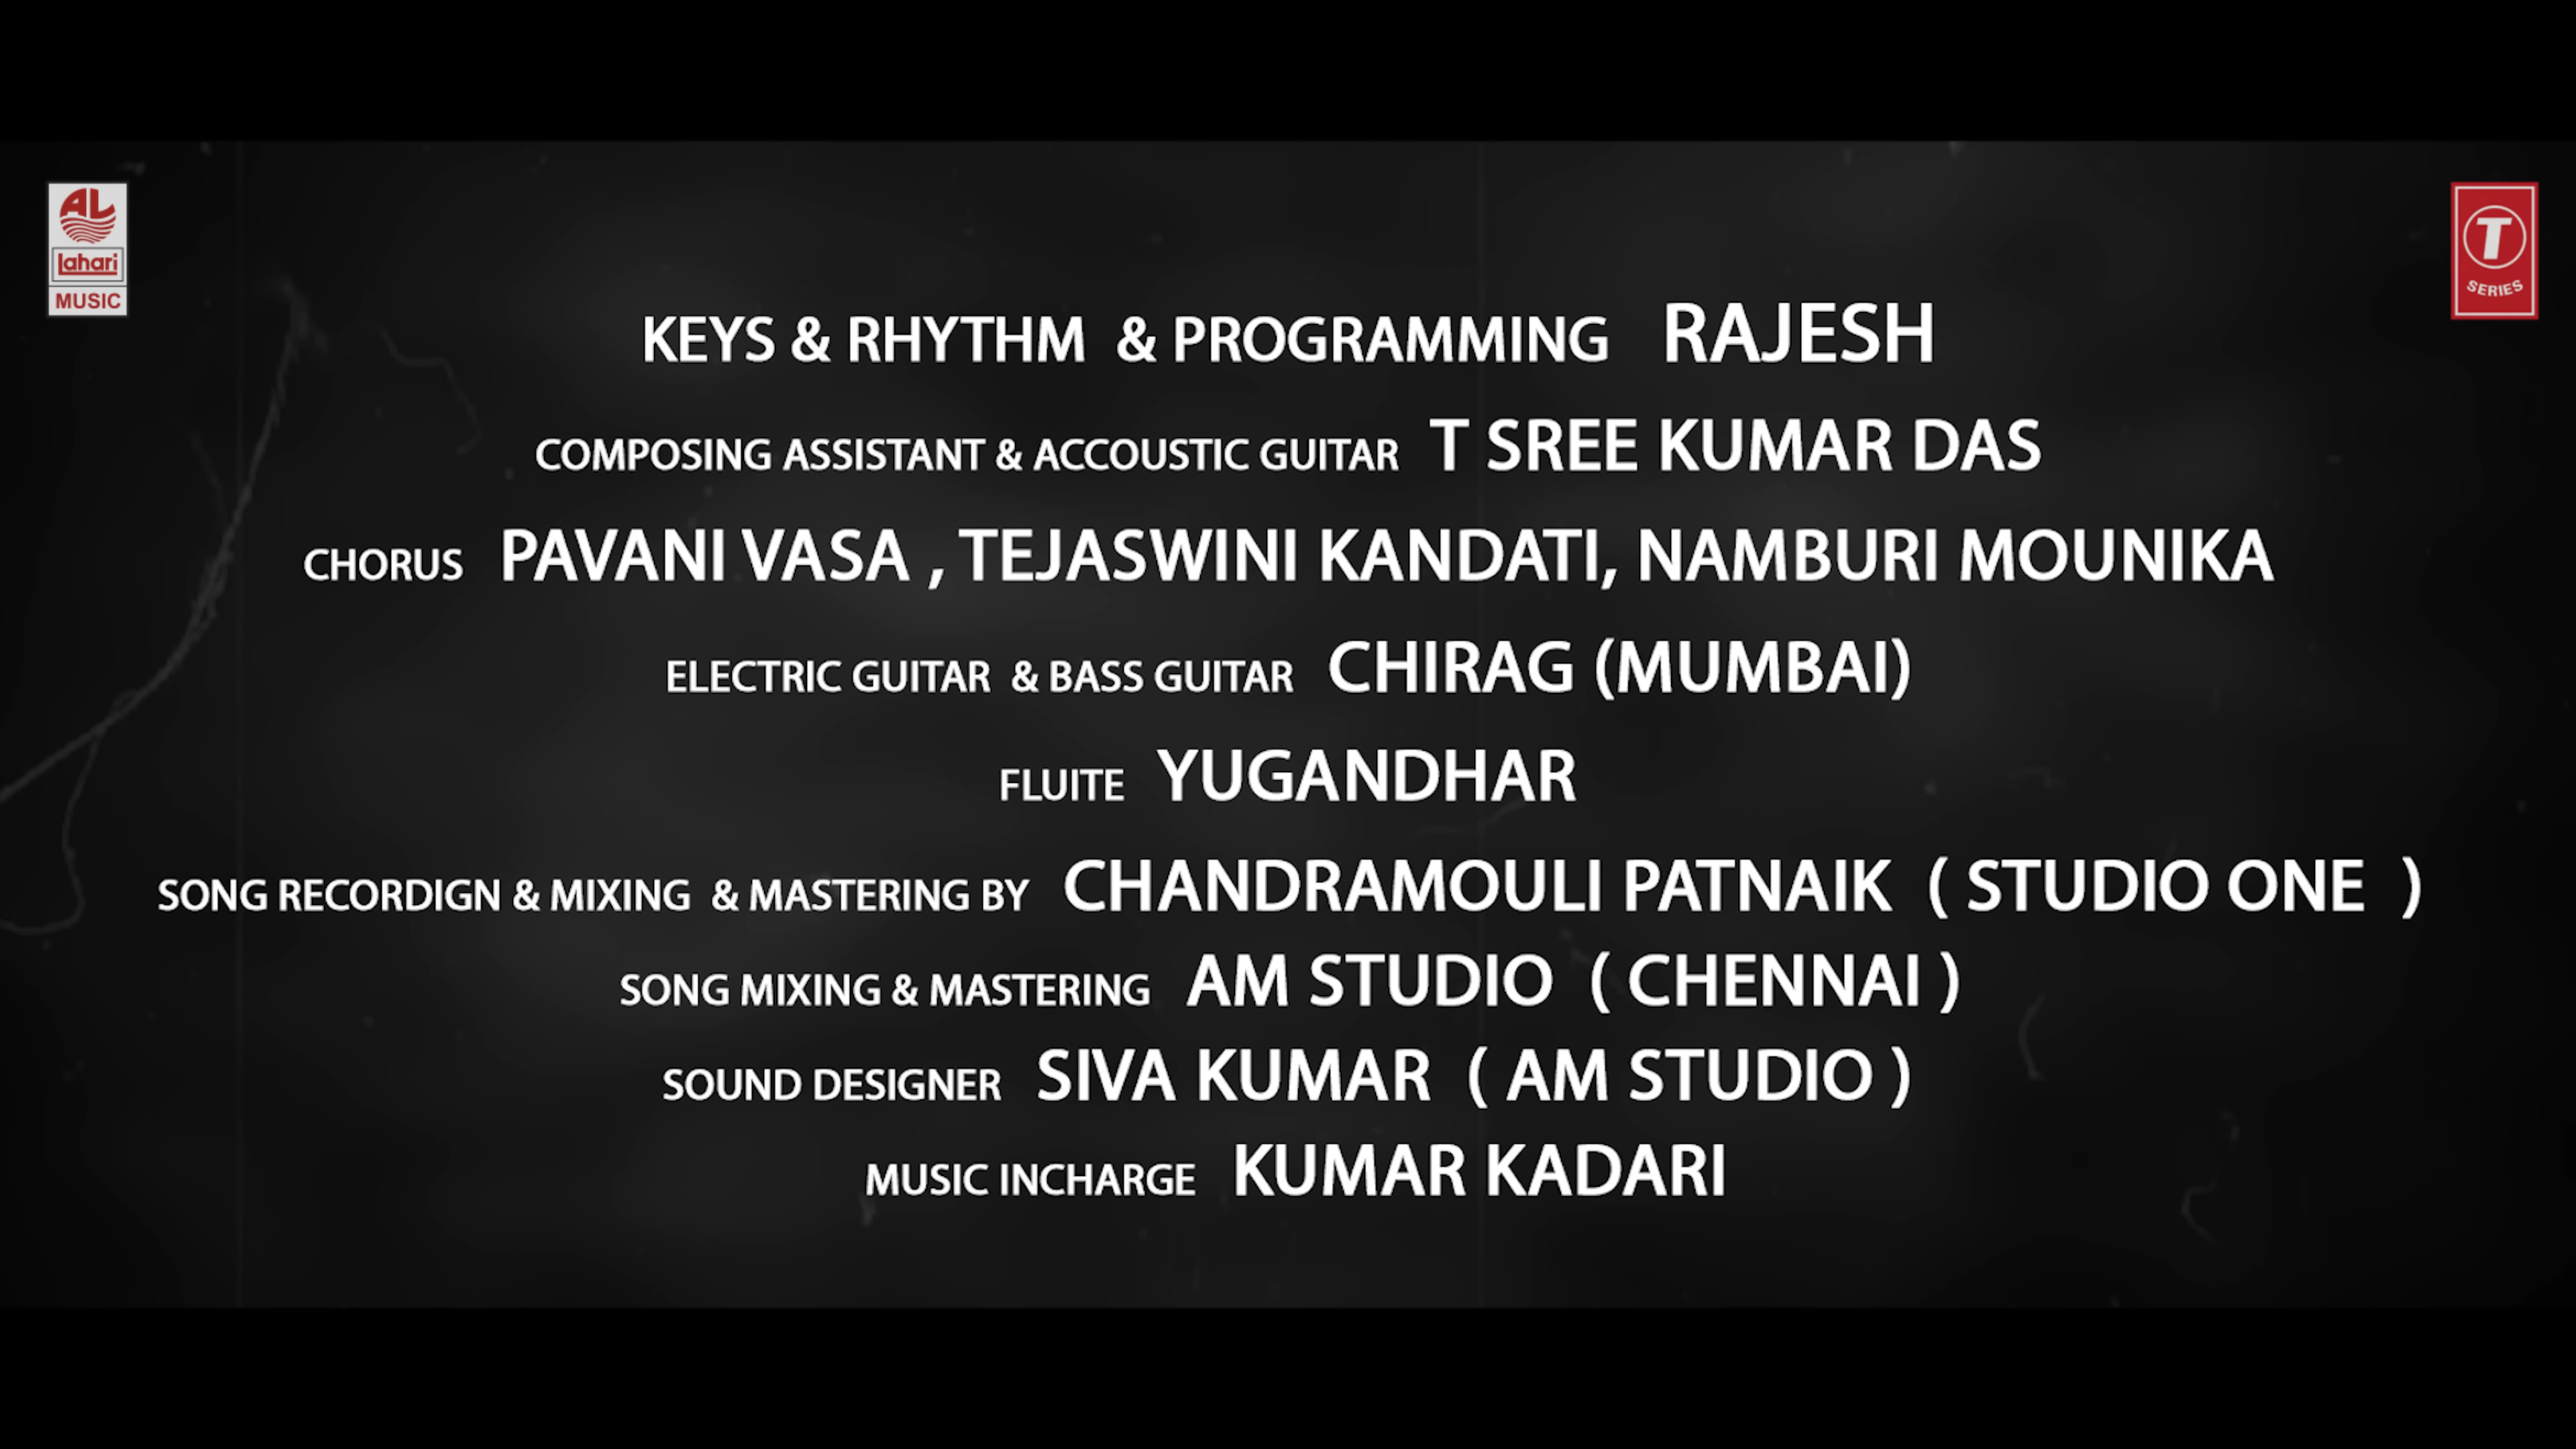 AL
lahari
MUSIC
T
SERIES
KEYS & RHYTHM & PROGRAMMING RAJESH
COMPOSING ASSISTANT & ACCOUSTIC GUITAR T SREE KUMAR DAS
CHORUS PAVANI VASA , TEJASWINI KANDATI, NAMBURI MOUNIKA
ELECTRIC GUITAR & BASS GUITAR CHIRAG (MUMBAI)
FLUITE YUGANDHAR
SONG RECORDIGN & MIXING & MASTERING BY CHANDRAMOULI PATNAIK ( STUDIO ONE )
SONG MIXING & MASTERING AM STUDIO ( CHENNAI )
SOUND DESIGNER SIVA KUMAR ( AM STUDIO )
MUSIC INCHARGE KUMAR KADARI